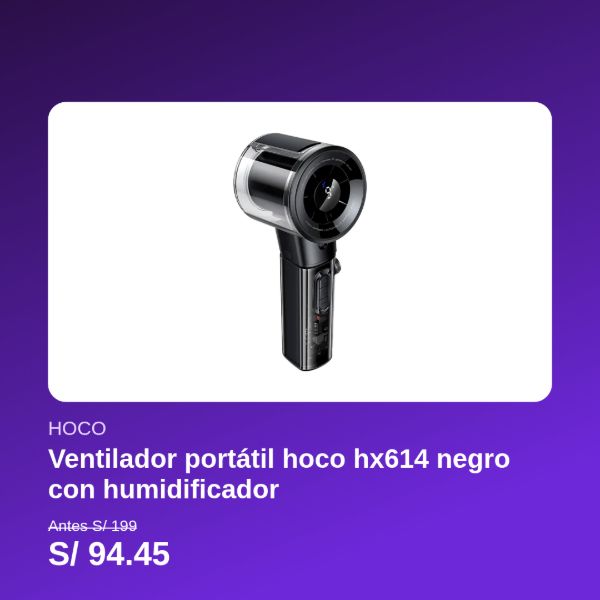 HOCO
Ventilador portátil hoco hx614 negro
con humidificador
Antes S/ 199
S/ 94.45